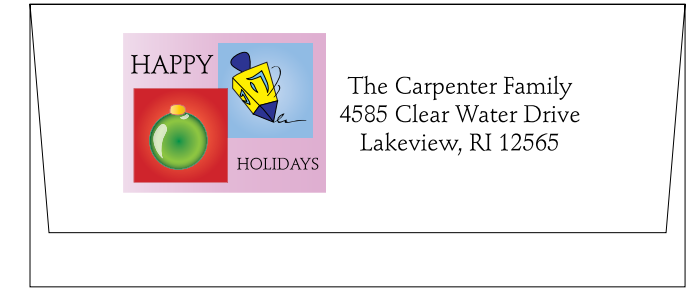 HAPPY
HOLIDAYS
The Carpenter Family
4585 Clear Water Drive
Lakeview, RI 12565